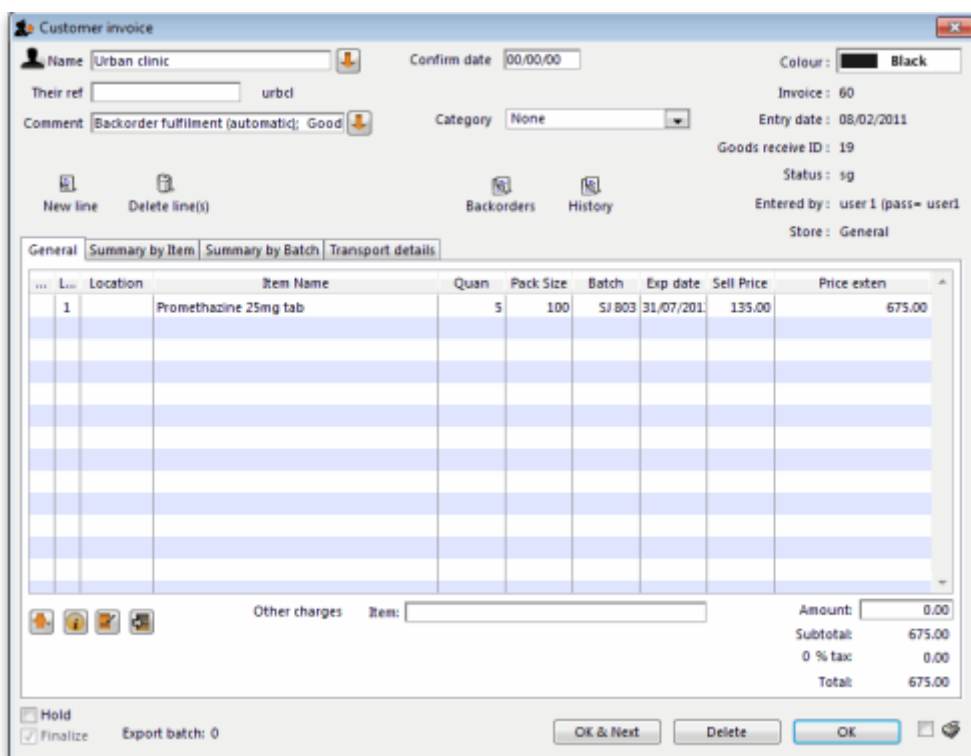 Customer invoice
Name Urban clinic Confirm date 00/00/00 Colour: Black
Their ref urbcl Invoice: 60
Comment Backorder fulfilment (automatic); Good Category None Entry date: 08/02/2011
Goods receive ID: 19
Status: sg
New line Delete line(s) Backorders History Entered by: user 1 (pass= user1
Store: General
General Summary by Item Summary by Batch Transport details
... L... Location Item Name Quan Pack Size Batch Exp date Sell Price Price exten
1 Promethazine 25mg tab 5 100 SJ B03 31/07/201 135.00 675.00
Other charges Item: Amount: 0.00
Subtotal: 675.00
0 % tax: 0.00
Total: 675.00
Hold
Finalize Export batch: 0 OK & Next Delete OK